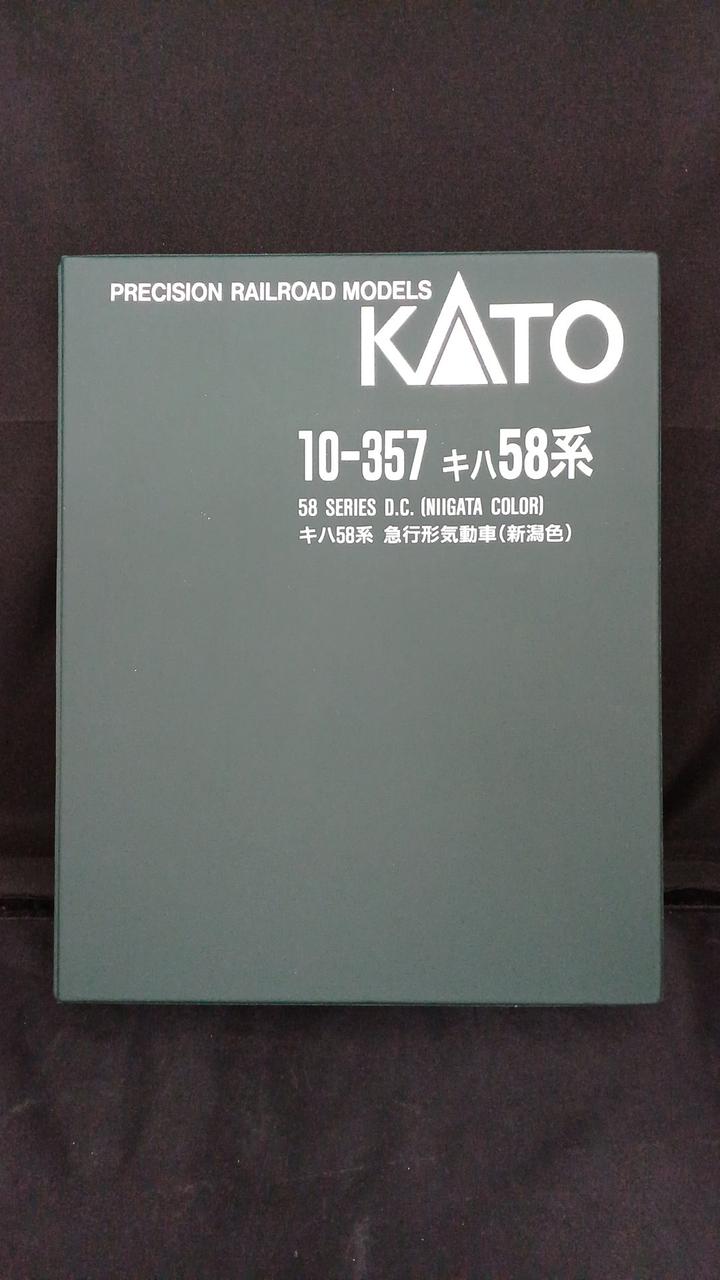 PRECISION RAILROAD MODELS
KATO
10-357 キハ58系
58 SERIES D.C. (NIIGATA COLOR)
キハ58系 急行形気動車(新潟色)